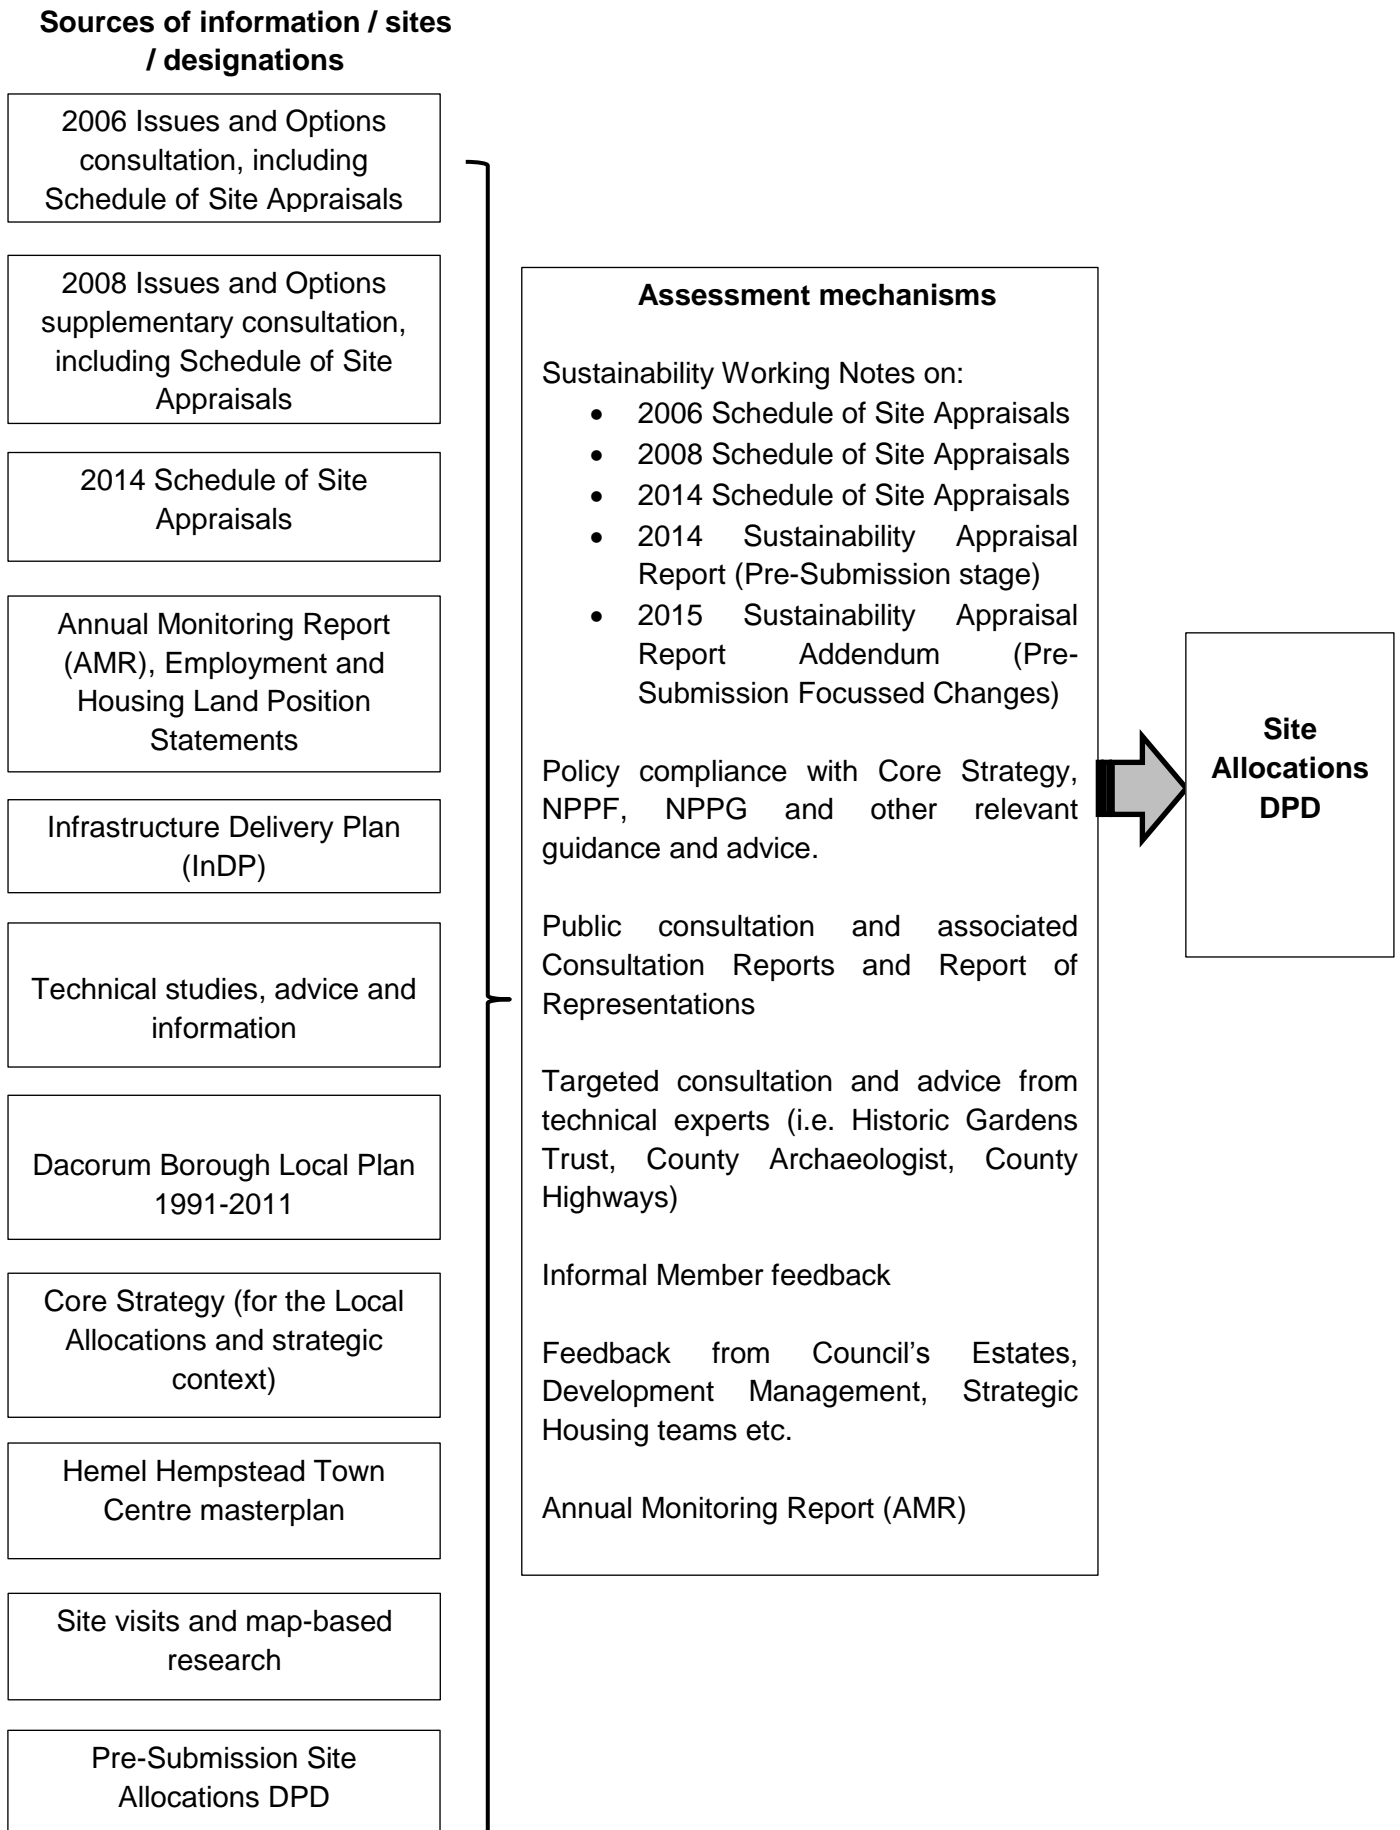 Sources of information / sites
/ designations
2006 Issues and Options
consultation, including
Schedule of Site Appraisals
2008 Issues and Options
supplementary consultation,
including Schedule of Site
Appraisals
2014 Schedule of Site
Appraisals
Annual Monitoring Report
(AMR), Employment and
Housing Land Position
Statements
Infrastructure Delivery Plan
(InDP)
Technical studies, advice and
information
Dacorum Borough Local Plan
1991-2011
Core Strategy (for the Local
Allocations and strategic
context)
Hemel Hempstead Town
Centre masterplan
Site visits and map-based
research
Pre-Submission Site
Allocations DPD
Assessment mechanisms
Sustainability Working Notes on:
• 2006 Schedule of Site Appraisals
• 2008 Schedule of Site Appraisals
• 2014 Schedule of Site Appraisals
• 2014 Sustainability Appraisal
Report (Pre-Submission stage)
• 2015 Sustainability Appraisal
Report Addendum (Pre-
Submission Focussed Changes)
Policy compliance with Core Strategy,
NPPF, NPPG and other relevant
guidance and advice.
Public consultation and associated
Consultation Reports and Report of
Representations
Targeted consultation and advice from
technical experts (i.e. Historic Gardens
Trust, County Archaeologist, County
Highways)
Informal Member feedback
Feedback from Council’s Estates,
Development Management, Strategic
Housing teams etc.
Annual Monitoring Report (AMR)
Site
Allocations
DPD